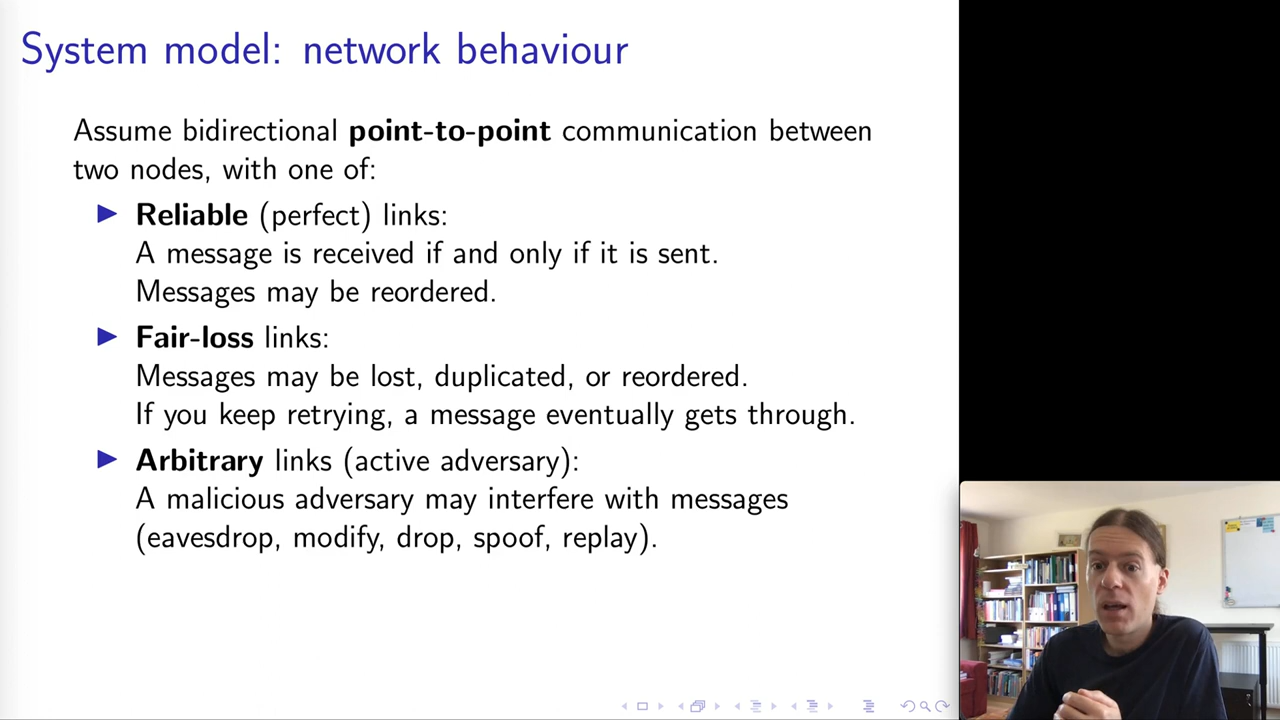 System model: network behaviour
Assume bidirectional point-to-point communication between
two nodes, with one of:
Reliable (perfect) links:
A message is received if and only if it is sent.
Messages may be reordered.
Fair-loss links:
Messages may be lost, duplicated, or reordered.
If you keep retrying, a message eventually gets through.
Arbitrary links (active adversary):
A malicious adversary may interfere with messages
(eavesdrop, modify, drop, spoof, replay).